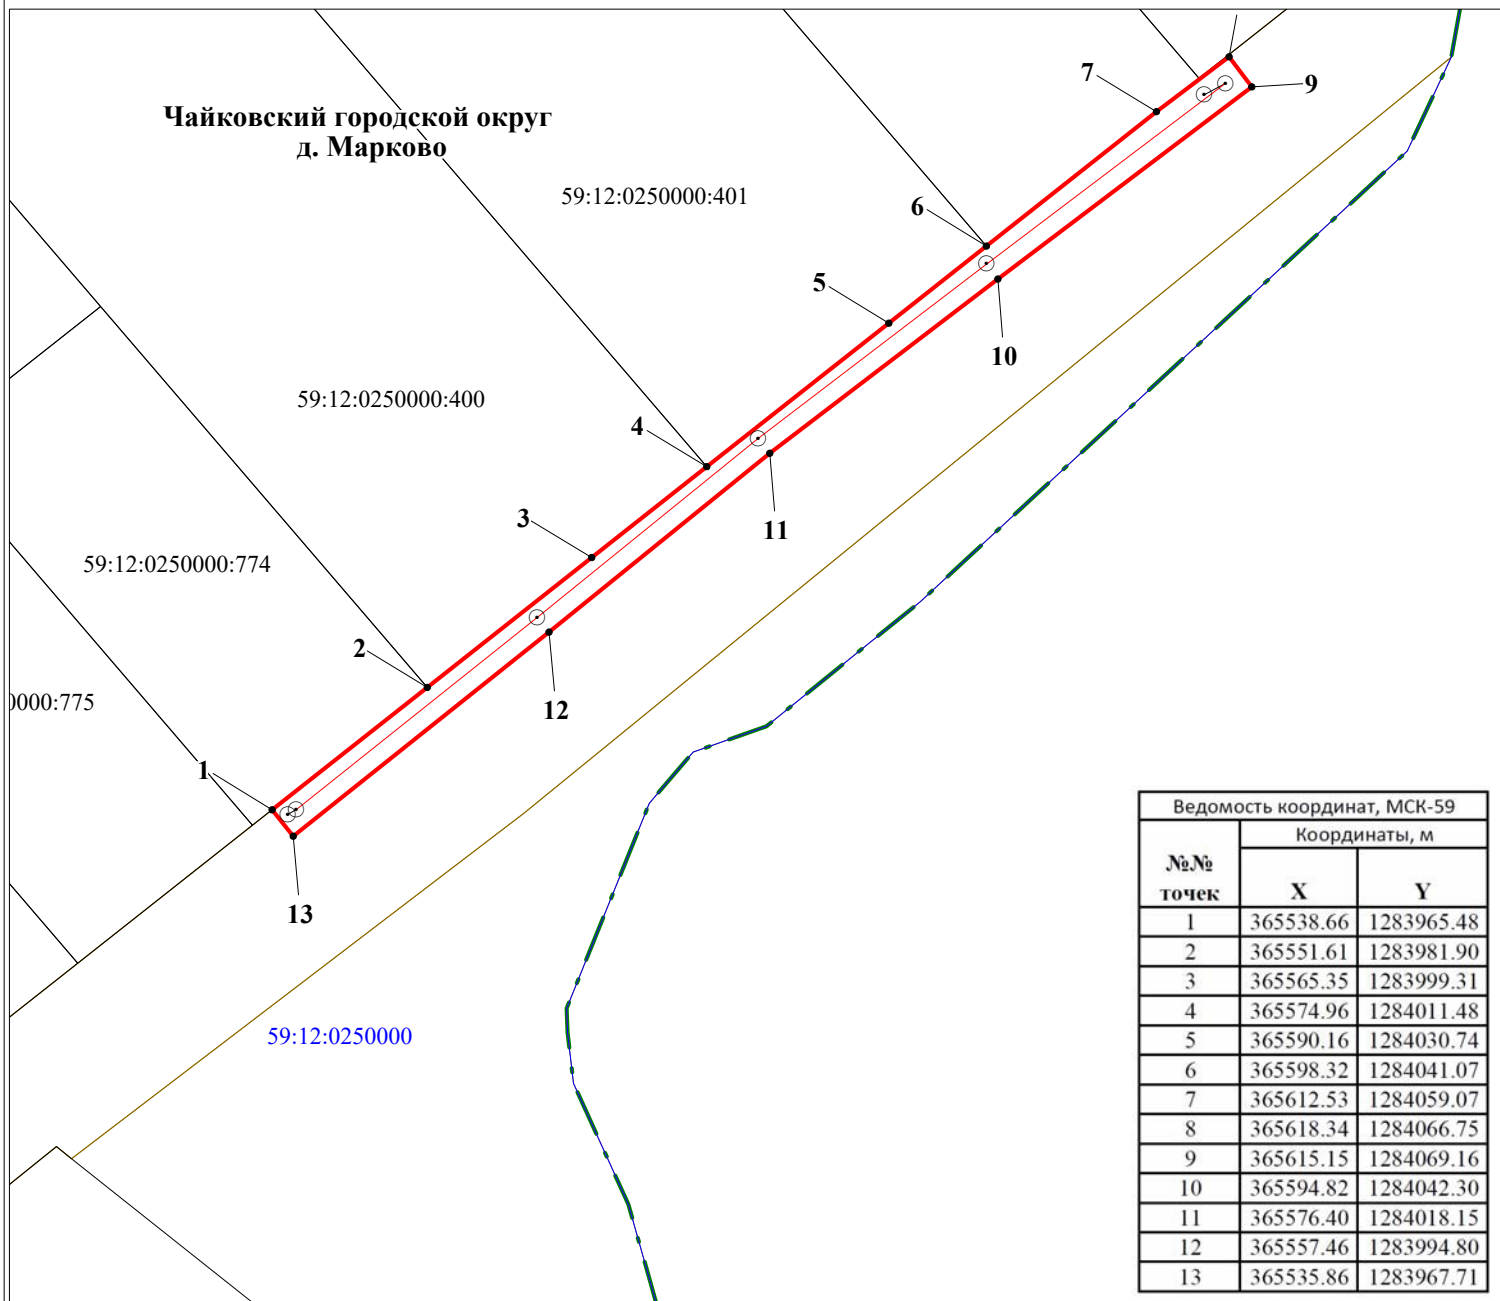 Чайковский городской округ
д. Марково
59:12:0250000:401
59:12:0250000:400
59:12:0250000:774
0000:775
59:12:0250000
1
2
3
4
5
6
7
9
10
11
12
13
Ведомость координат, МСК-59
№№ точек
Координаты, м
X Y
1 365538.66 1283965.48
2 365551.61 1283981.90
3 365565.35 1283999.31
4 365574.96 1284011.48
5 365590.16 1284030.74
6 365598.32 1284041.07
7 365612.53 1284059.07
8 365618.34 1284066.75
9 365615.15 1284069.16
10 365594.82 1284042.30
11 365576.40 1284018.15
12 365557.46 1283994.80
13 365535.86 1283967.71